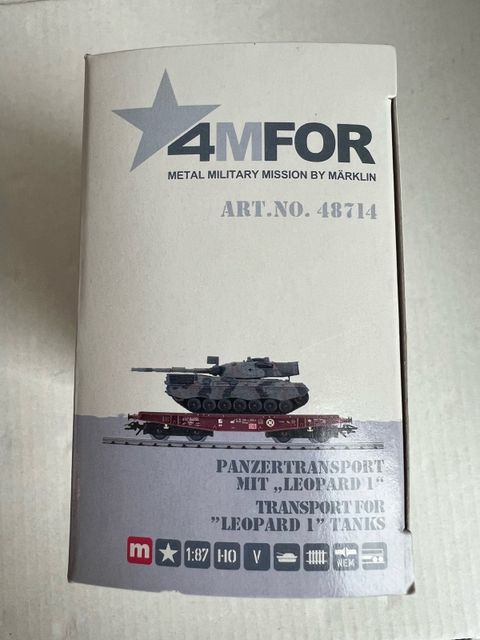 4MFOR
METAL MILITARY MISSION BY MÄRKLIN
ART.NO. 48714
PANZERTRANSPORT
MIT „LEOPARD 1“
TRANSPORT FOR
”LEOPARD 1” TANKS
m 1:87 H0 V NEM